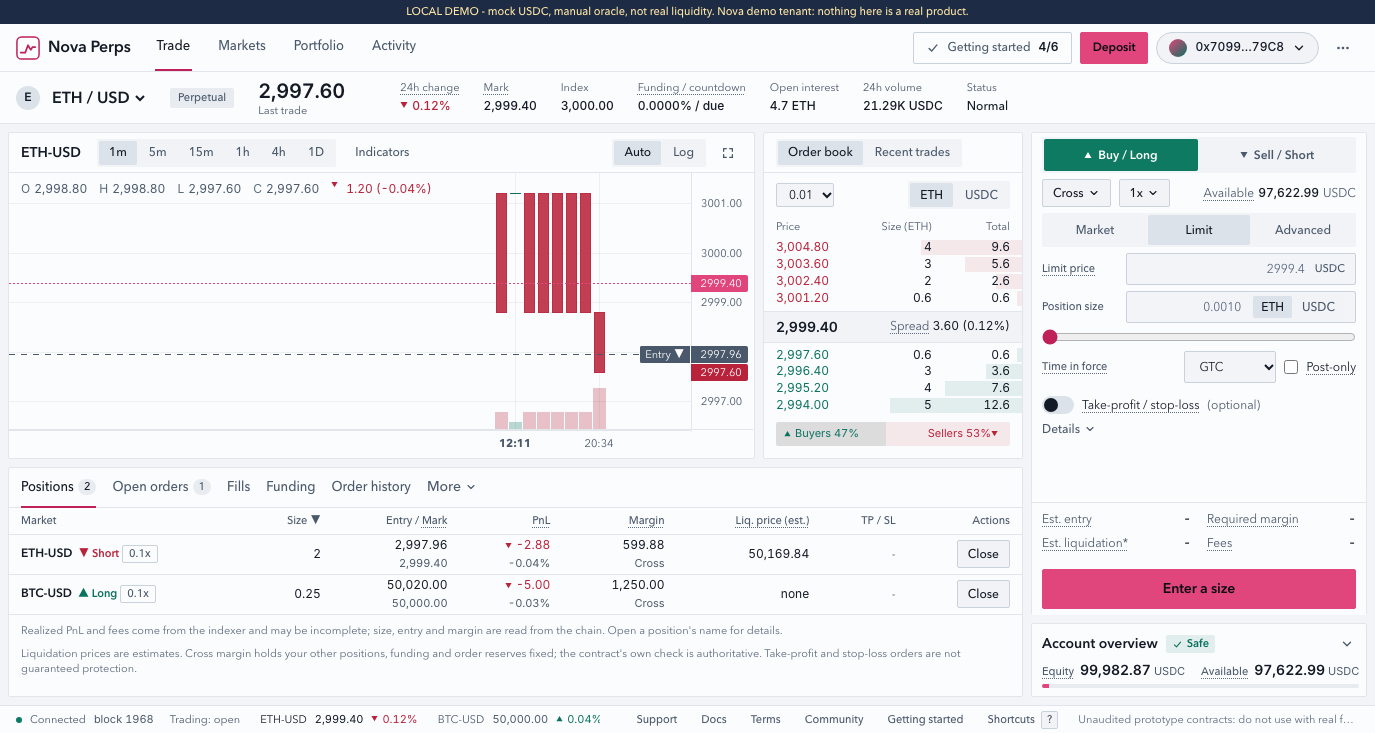 LOCAL DEMO - mock USDC, manual oracle, not real liquidity. Nova demo tenant: nothing here is a real product.
Nova Perps Trade Markets Portfolio Activity Getting started 4/6 Deposit 0x7099...79C8
E ETH / USD Perpetual 2,997.60 Last trade
24h change ▼ 0.12%
Mark 2,999.40
Index 3,000.00
Funding / countdown 0.0000% / due
Open interest 4.7 ETH
24h volume 21.29K USDC
Status Normal
ETH-USD 1m 5m 15m 1h 4h 1D Indicators Auto Log
O 2,998.80 H 2,998.80 L 2,997.60 C 2,997.60 ▼ 1.20 (−0.04%)
3001.00
3000.00
2999.40
2999.00
Entry ▼ 2997.96
2997.60
2997.00
12:11 20:34
Order book Recent trades
0.01 ETH USDC
Price Size (ETH) Total
3,004.80 4 9.6
3,003.60 3 5.6
3,002.40 2 2.6
3,001.20 0.6 0.6
2,999.40 Spread 3.60 (0.12%)
2,997.60 0.6 0.6
2,996.40 3 3.6
2,995.20 4 7.6
2,994.00 5 12.6
▲ Buyers 47% Sellers 53%▼
▲ Buy / Long ▼ Sell / Short
Cross 1x Available 97,622.99 USDC
Market Limit Advanced
Limit price 2999.4 USDC
Position size 0.0010 ETH USDC
Time in force GTC Post-only
Take-profit / stop-loss (optional)
Details
Est. entry - Required margin -
Est. liquidation* - Fees -
Enter a size
Account overview Safe
Equity 99,982.87 USDC Available 97,622.99 USDC
Positions 2 Open orders 1 Fills Funding Order history More
Market Size ▼ Entry / Mark PnL Margin Liq. price (est.) TP / SL Actions
ETH-USD ▼ Short 0.1x 2 2,997.96 ▼ −2.88 599.88 50,169.84 - Close
2,999.40 −0.04% Cross
BTC-USD ▲ Long 0.1x 0.25 50,020.00 ▼ −5.00 1,250.00 none - Close
50,000.00 −0.03% Cross
Realized PnL and fees come from the indexer and may be incomplete; size, entry and margin are read from the chain. Open a position's name for details.
Liquidation prices are estimates. Cross margin holds your other positions, funding and order reserves fixed; the contract's own check is authoritative. Take-profit and stop-loss orders are not
guaranteed protection.
Connected block 1968 Trading: open ETH-USD 2,999.40 ▼ 0.12% BTC-USD 50,000.00 ▲ 0.04% Support Docs Terms Community Getting started Shortcuts ? Unaudited prototype contracts: do not use with real f...